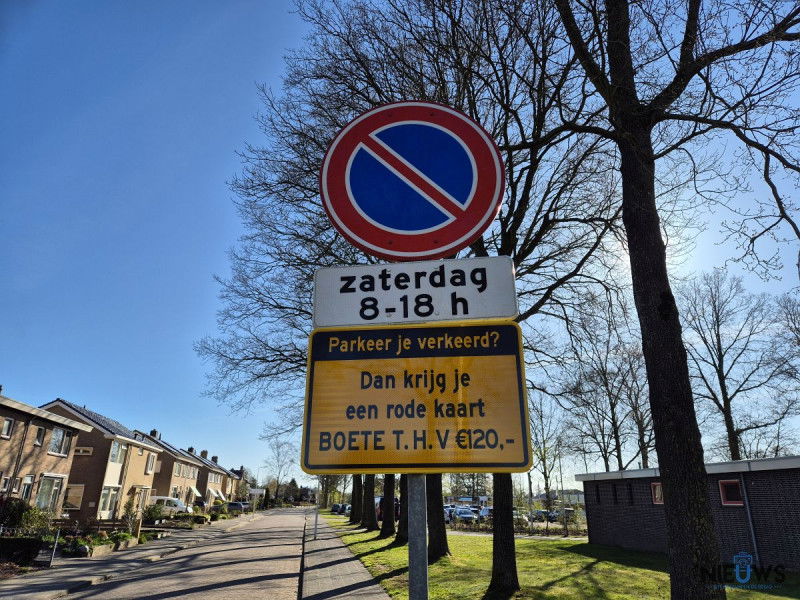 zaterdag
8-18 h
Parkeer je verkeerd?
Dan krijg je
een rode kaart
BOETE T.H.V €120,-
NIEUWS